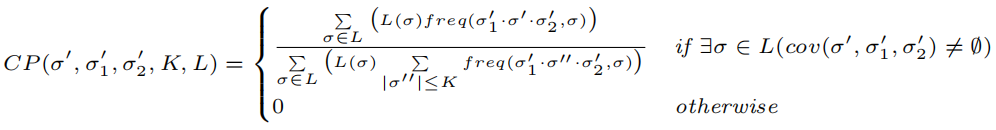 ∑ (L(σ)freq(σ′₁·σ′·σ′₂,σ))
σ∈L
CP(σ′, σ′₁, σ′₂, K, L) = { if ∃σ ∈ L(cov(σ′, σ′₁, σ′₂) ≠ ∅)
∑ (L(σ) ∑ freq(σ′₁·σ′′·σ′₂,σ))
σ∈L |σ′′|≤K
0 otherwise